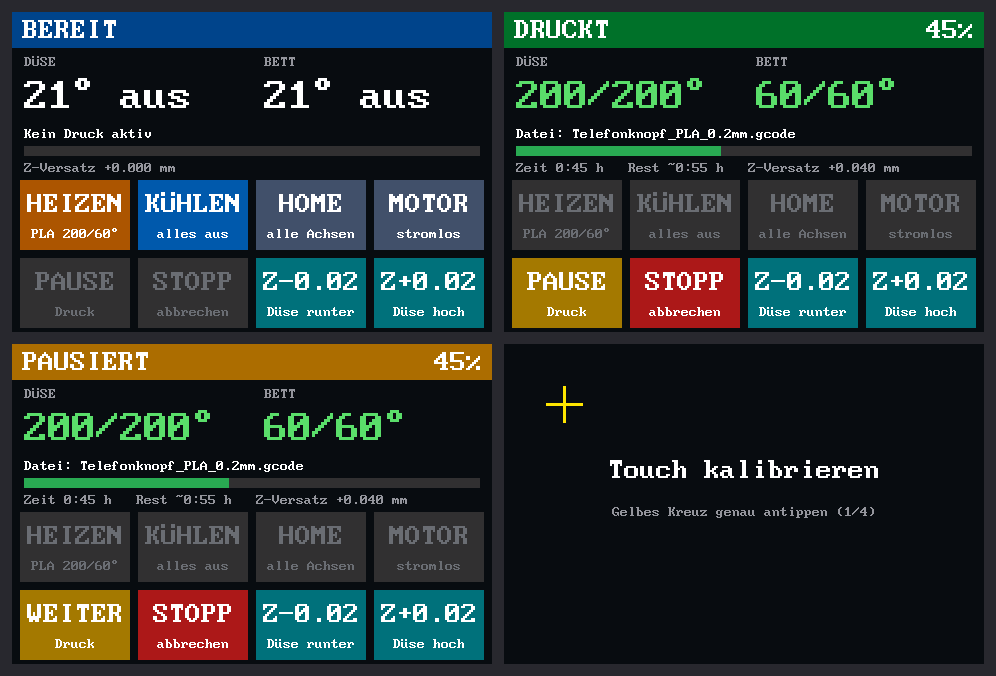 BEREIT
DÜSE BETT
21° aus 21° aus
Kein Druck aktiv
Z-Versatz +0.000 mm
HEIZEN KÜHLEN HOME MOTOR
PLA 200/60° alles aus alle Achsen stromlos
PAUSE STOPP Z-0.02 Z+0.02
Druck abbrechen Düse runter Düse hoch
DRUCKT 45%
DÜSE BETT
200/200° 60/60°
Datei: Telefonknopf_PLA_0.2mm.gcode
Zeit 0:45 h Rest ~0:55 h Z-Versatz +0.040 mm
HEIZEN KÜHLEN HOME MOTOR
PLA 200/60° alles aus alle Achsen stromlos
PAUSE STOPP Z-0.02 Z+0.02
Druck abbrechen Düse runter Düse hoch
PAUSIERT 45%
DÜSE BETT
200/200° 60/60°
Datei: Telefonknopf_PLA_0.2mm.gcode
Zeit 0:45 h Rest ~0:55 h Z-Versatz +0.040 mm
HEIZEN KÜHLEN HOME MOTOR
PLA 200/60° alles aus alle Achsen stromlos
WEITER STOPP Z-0.02 Z+0.02
Druck abbrechen Düse runter Düse hoch
Touch kalibrieren
Gelbes Kreuz genau antippen (1/4)